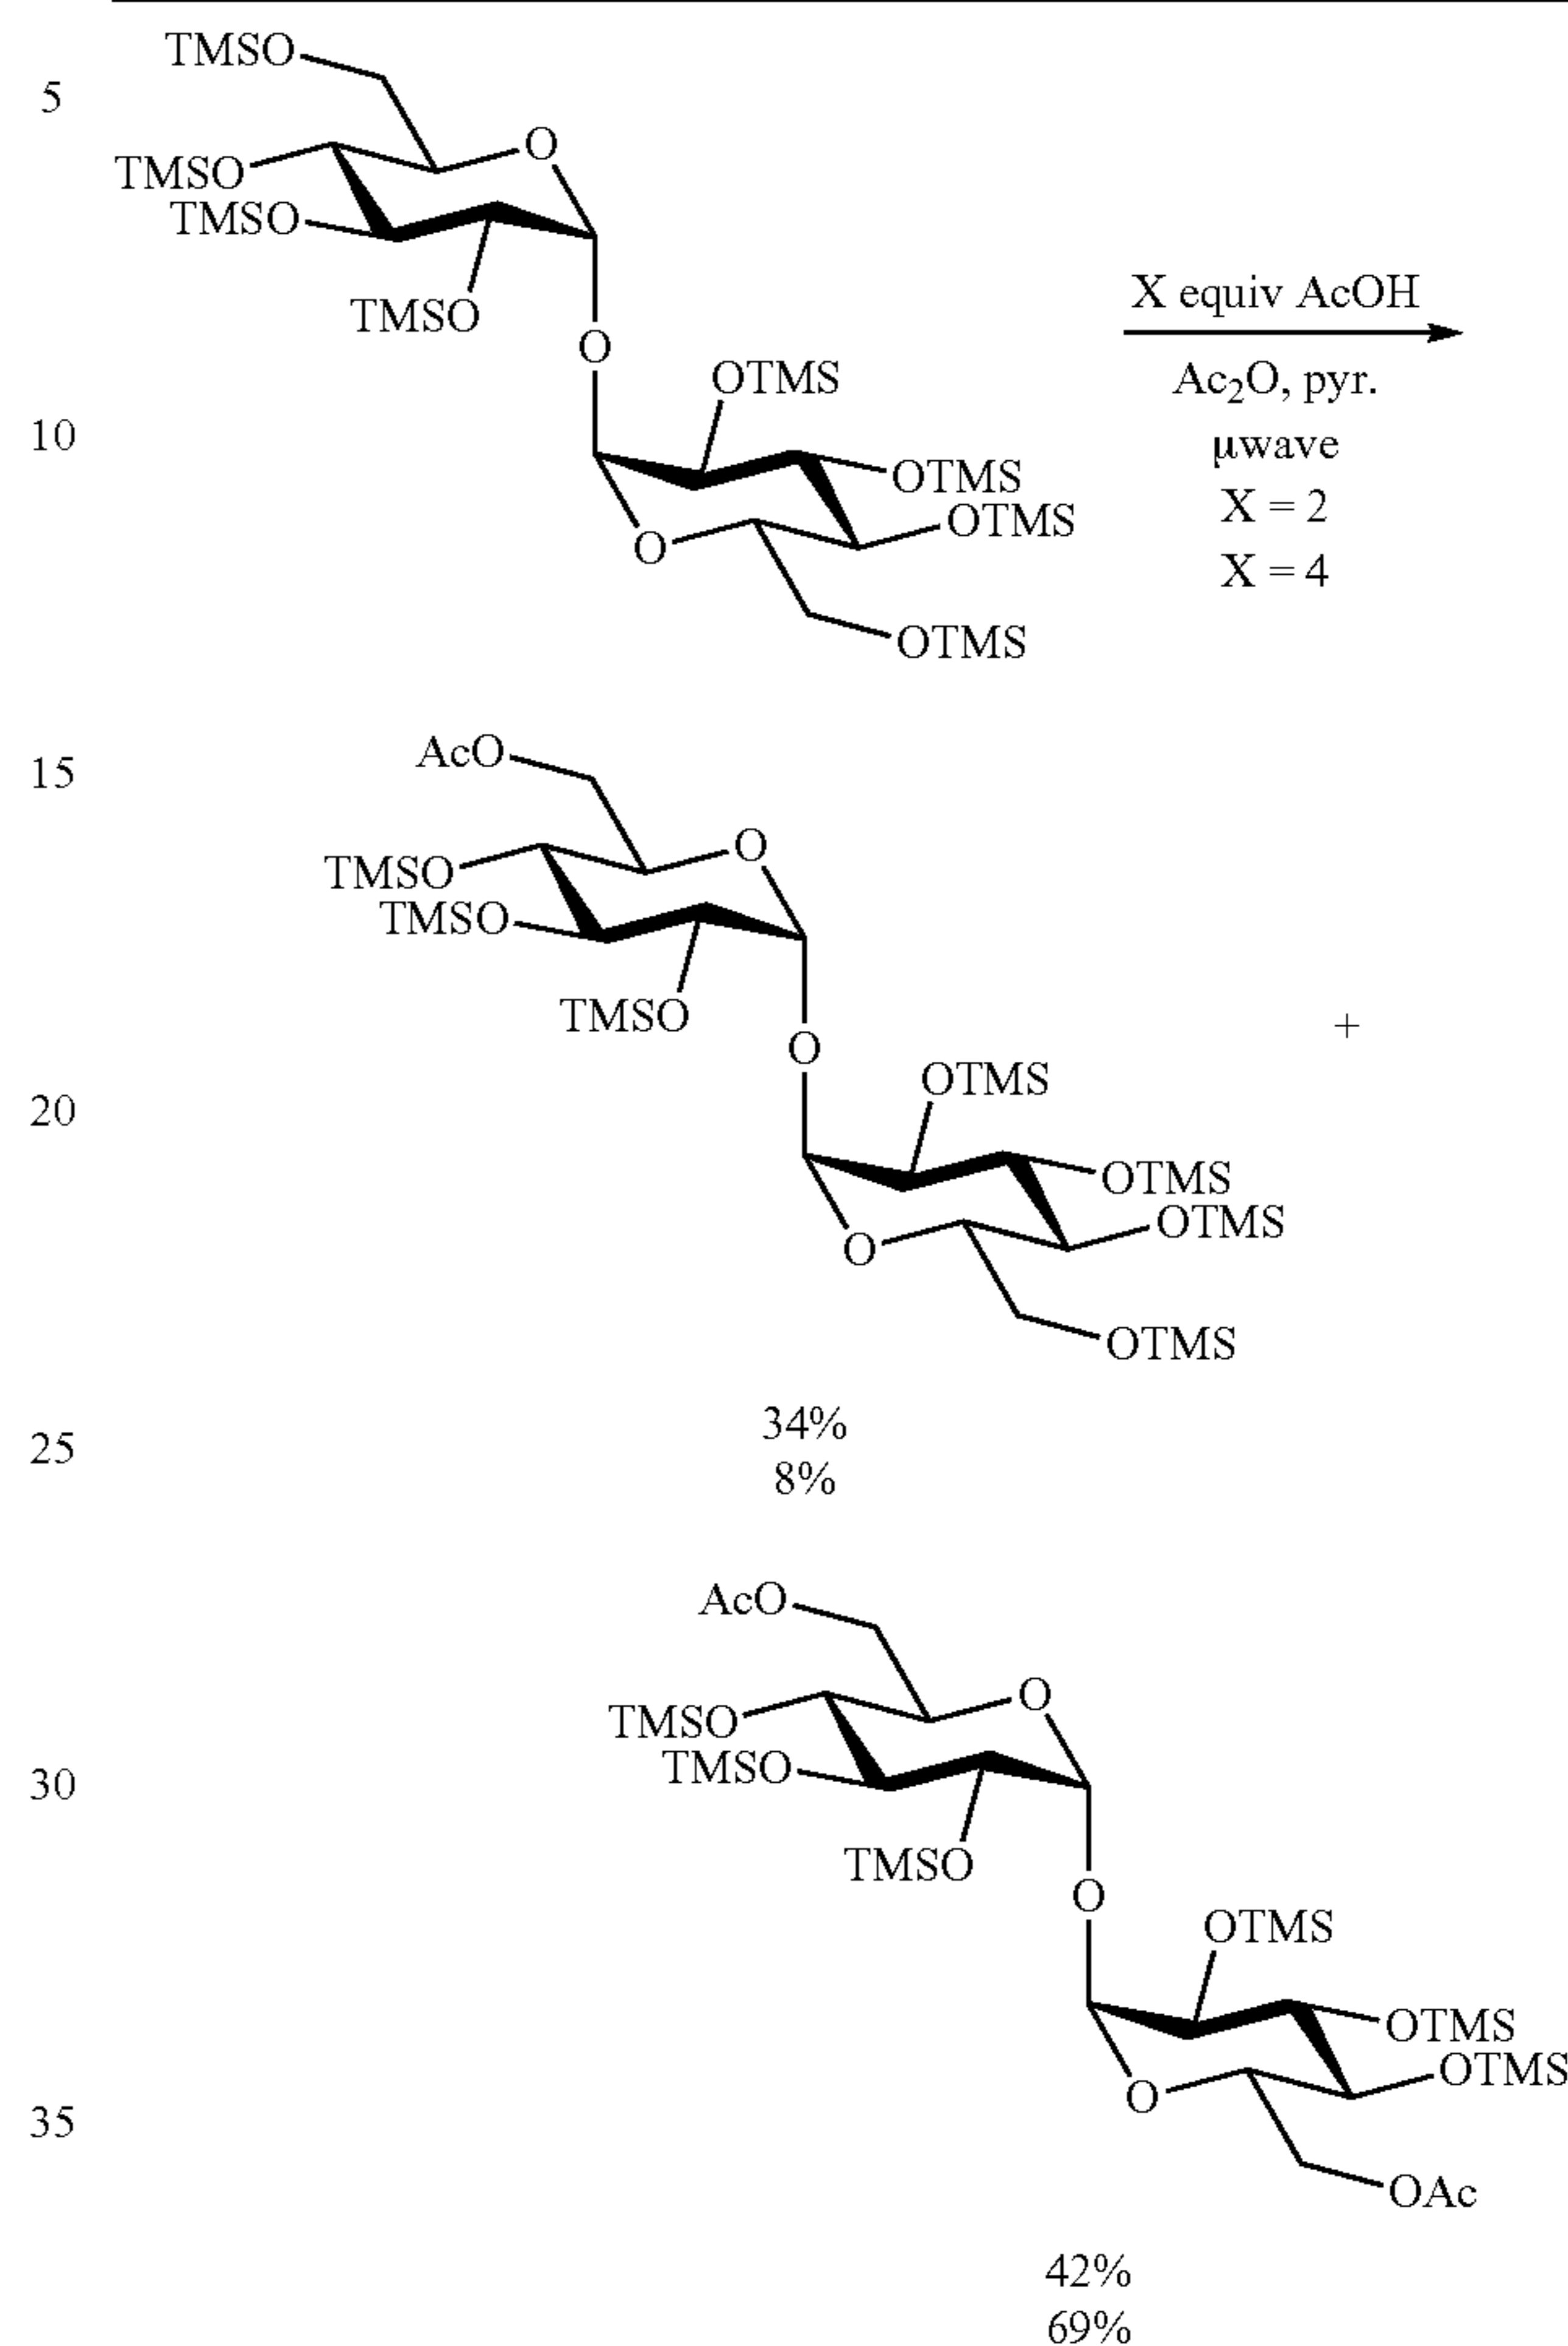 TMSO
5
O
TMSO
TMSO
TMSO
O
X equiv AcOH
Ac₂O, pyr.
μwave
X = 2
X = 4
OTMS
10
OTMS
OTMS
O
OTMS
AcO
15
O
TMSO
TMSO
TMSO
+
O
OTMS
20
OTMS
OTMS
O
OTMS
34%
25
8%
AcO
O
TMSO
TMSO
30
TMSO
O
OTMS
OTMS
OTMS
O
35
OAc
42%
69%